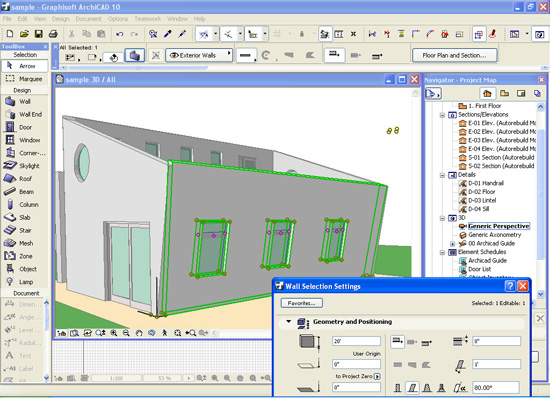 sample - Graphisoft ArchiCAD 10
File Edit View Design Document Options Teamwork Window Help
ToolBox
Selection
Arrow
Marquee
Design
Wall
Wall End
Door
Window
Corner-...
Skylight
Roof
Beam
Column
Slab
Stair
Mesh
Zone
Object
Lamp
Document
Dimen...
Angle ...
Level ...
Radial...
Text
Label
All Selected: 1
Exterior Walls
Floor Plan and Section...
sample 3D / All
1:100
53 %
Navigator - Project Map
1. First Floor
Sections/Elevations
E-01 Elev. (Autorebuild Mo
E-02 Elev. (Autorebuild Mo
E-03 Elev. (Autorebuild Mo
E-04 Elev. (Autorebuild Mo
S-01 Section (Autorebuild
S-02 Section (Autorebuild
Details
D-01 Handrail
D-02 Floor
D-03 Lintel
D-04 Sill
3D
Generic Perspective
Generic Axonometry
00 Archicad Guide
Element Schedules
Archicad Guide
Door List
Wall Selection Settings
Favorites...
Selected: 1 Editable: 1
Geometry and Positioning
20'
0"
User Origin
0"
1'
to Project Zero
0"
80.00°